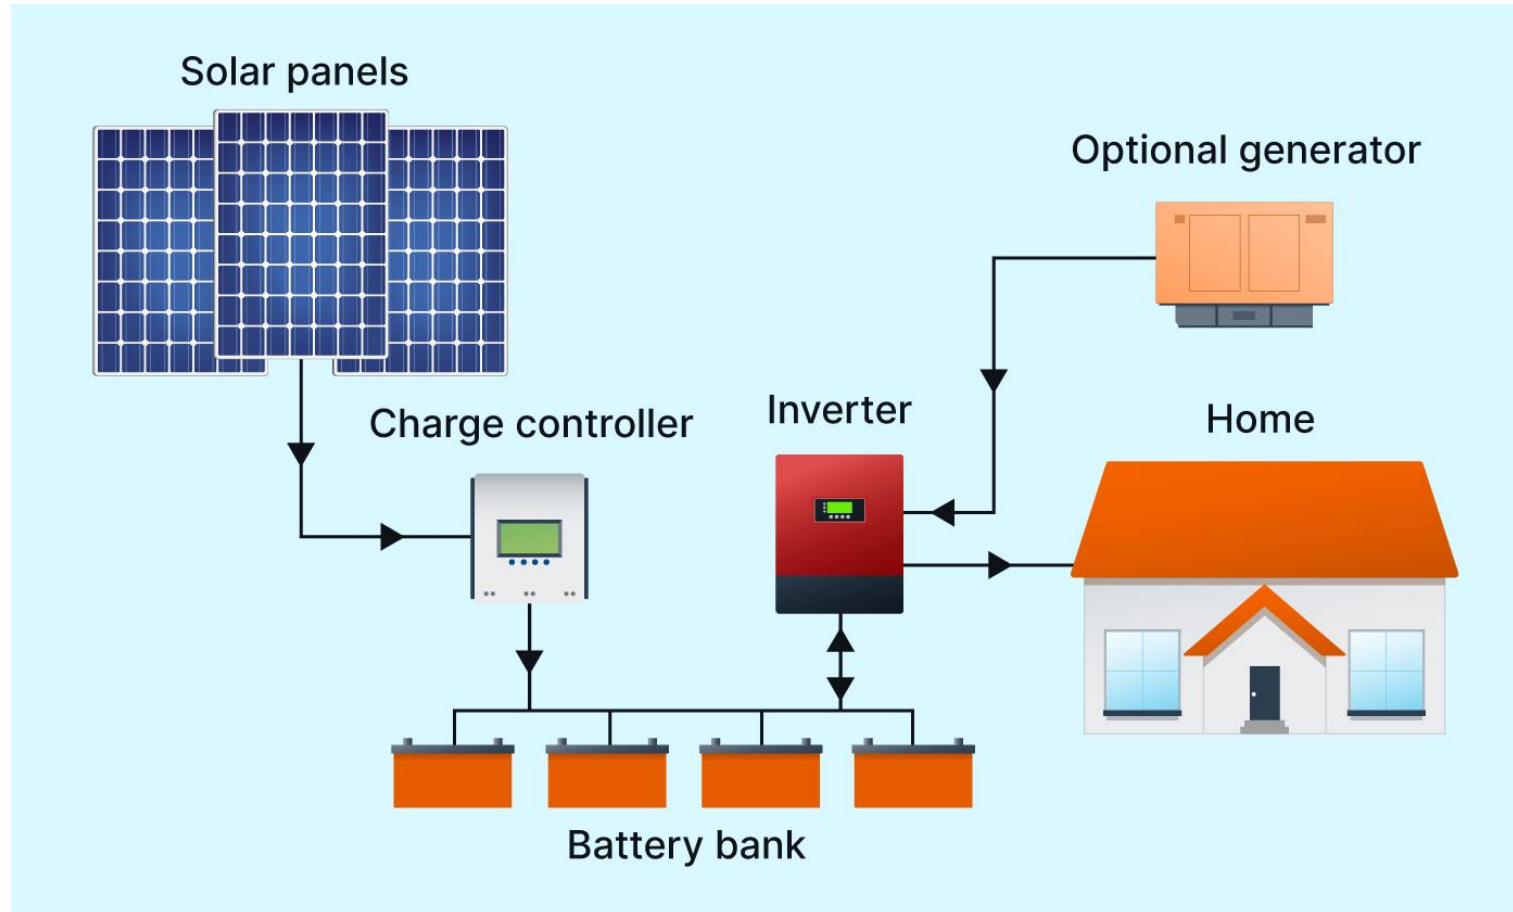 Solar panels
Optional generator
Charge controller
Inverter
Home
Battery bank